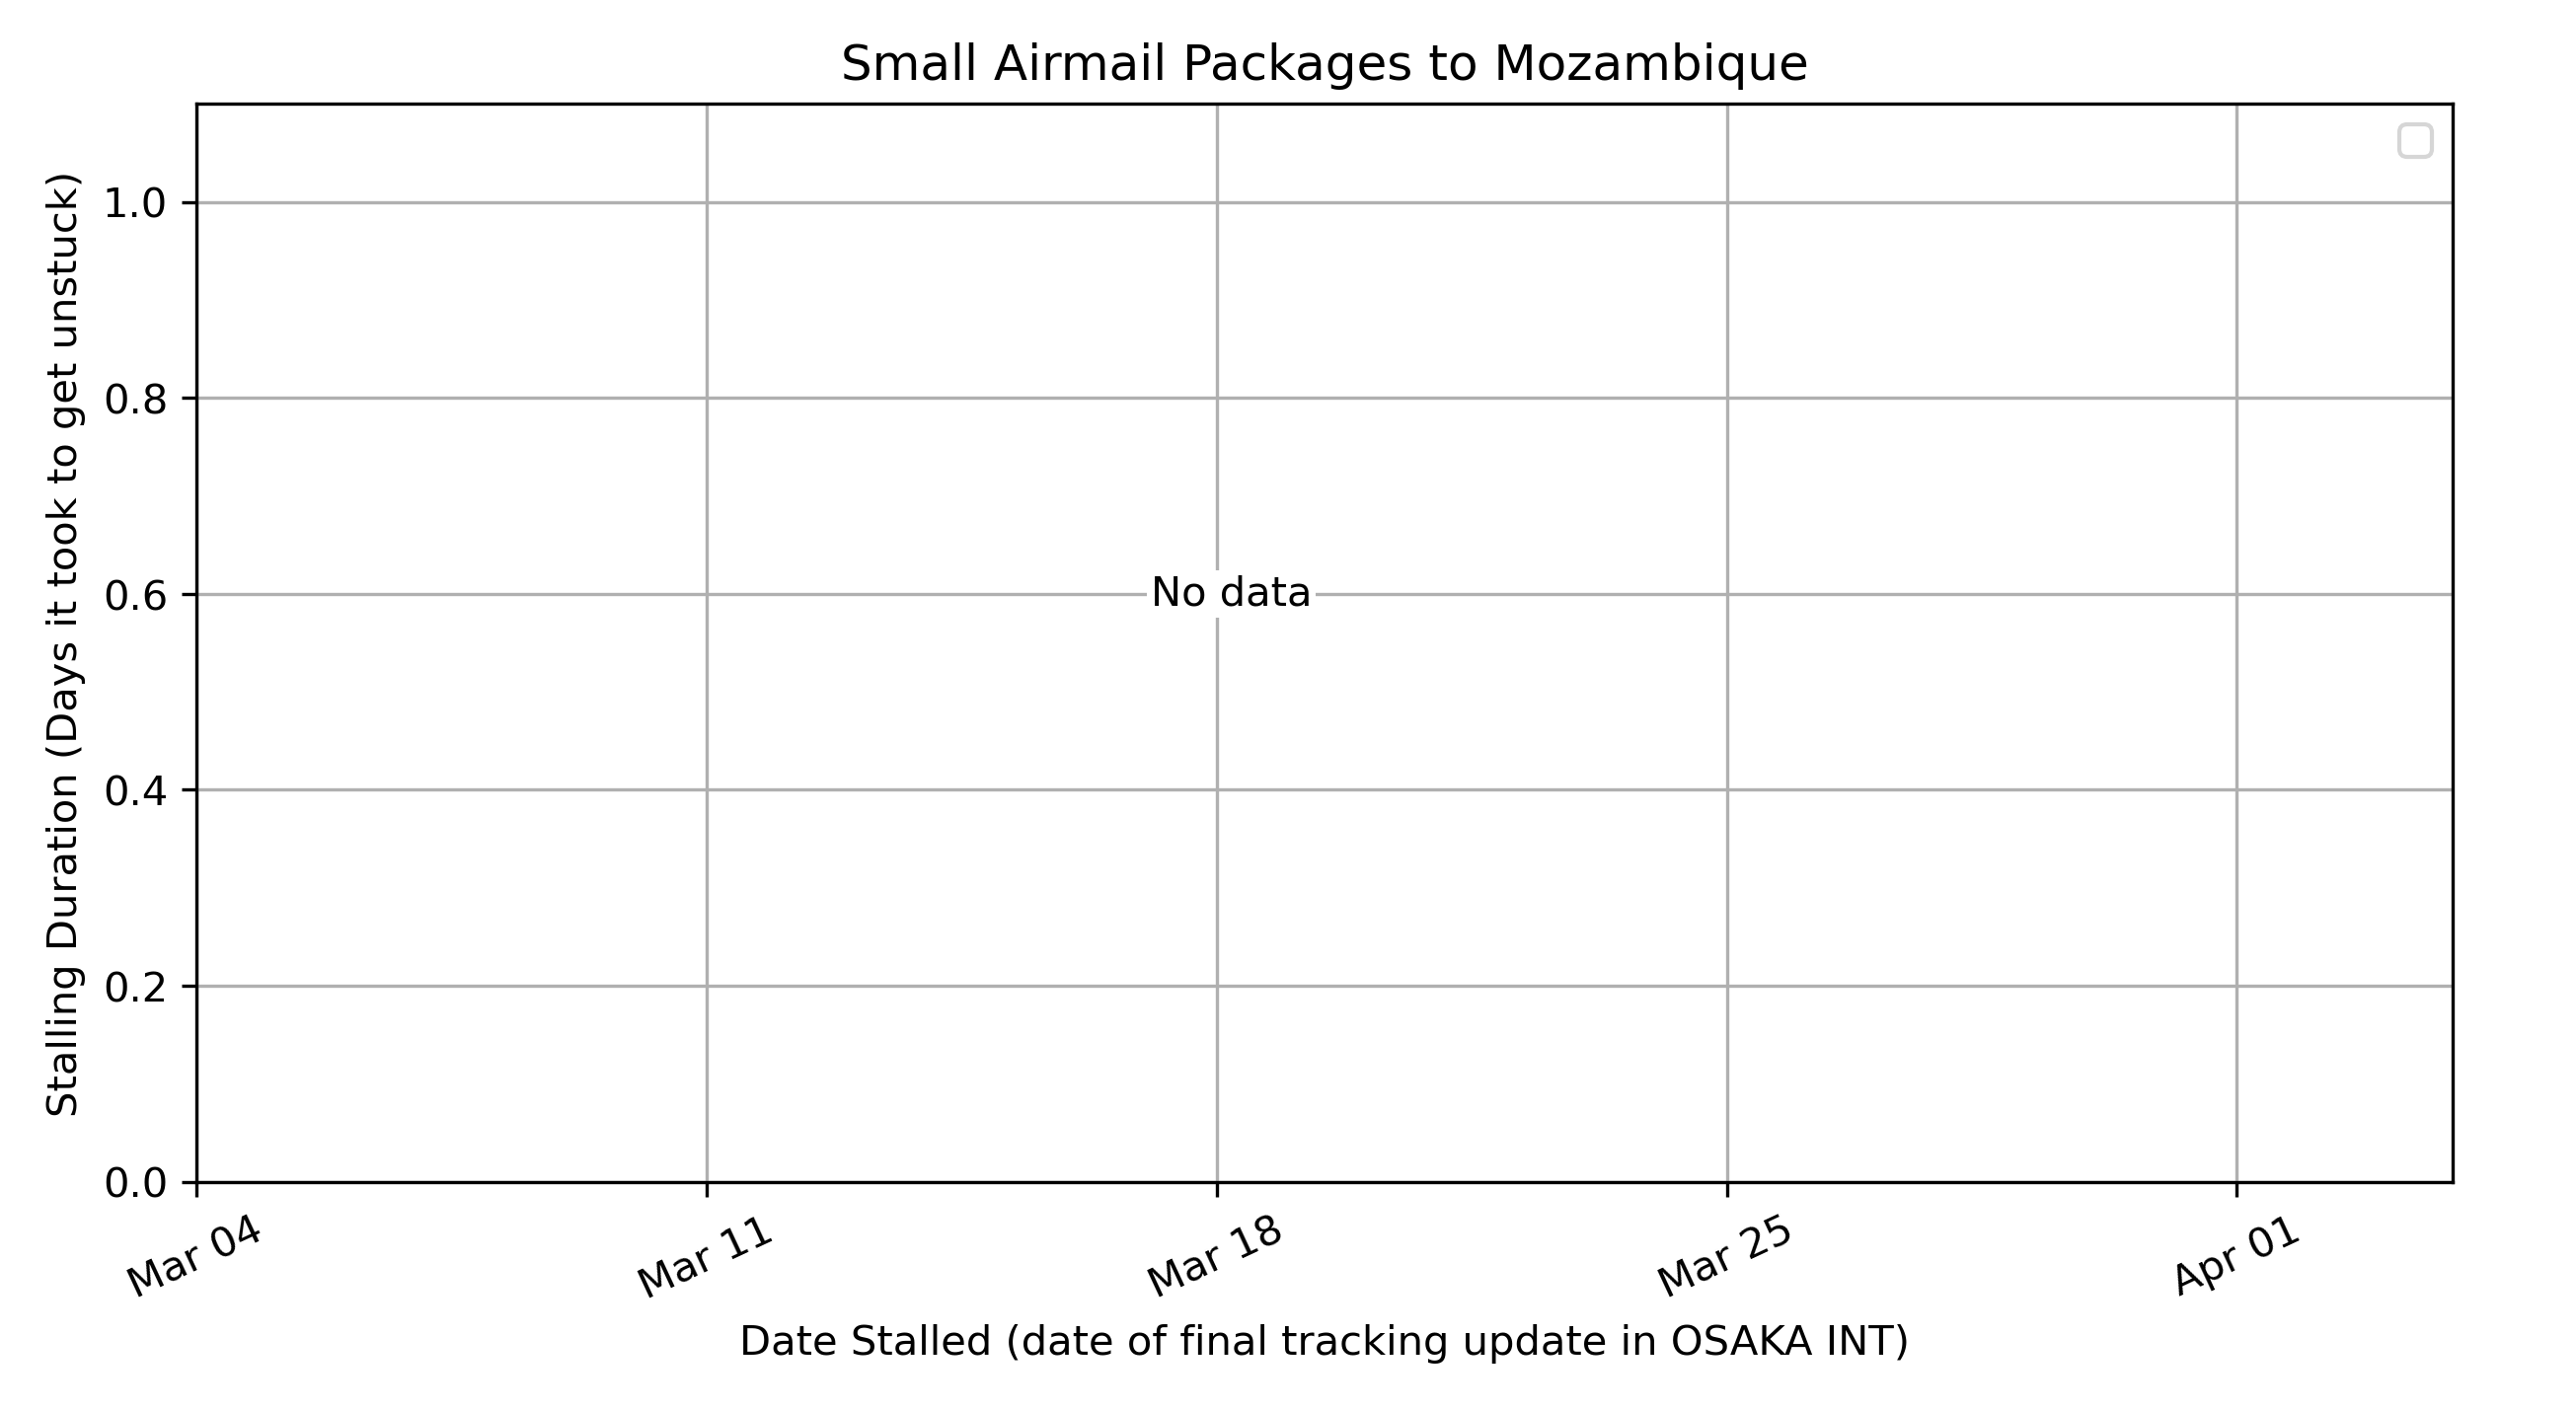 Small Airmail Packages to Mozambique
Stalling Duration (Days it took to get unstuck)
1.0
0.8
0.6
0.4
0.2
0.0
No data
Mar 04
Mar 11
Mar 18
Mar 25
Apr 01
Date Stalled (date of final tracking update in OSAKA INT)